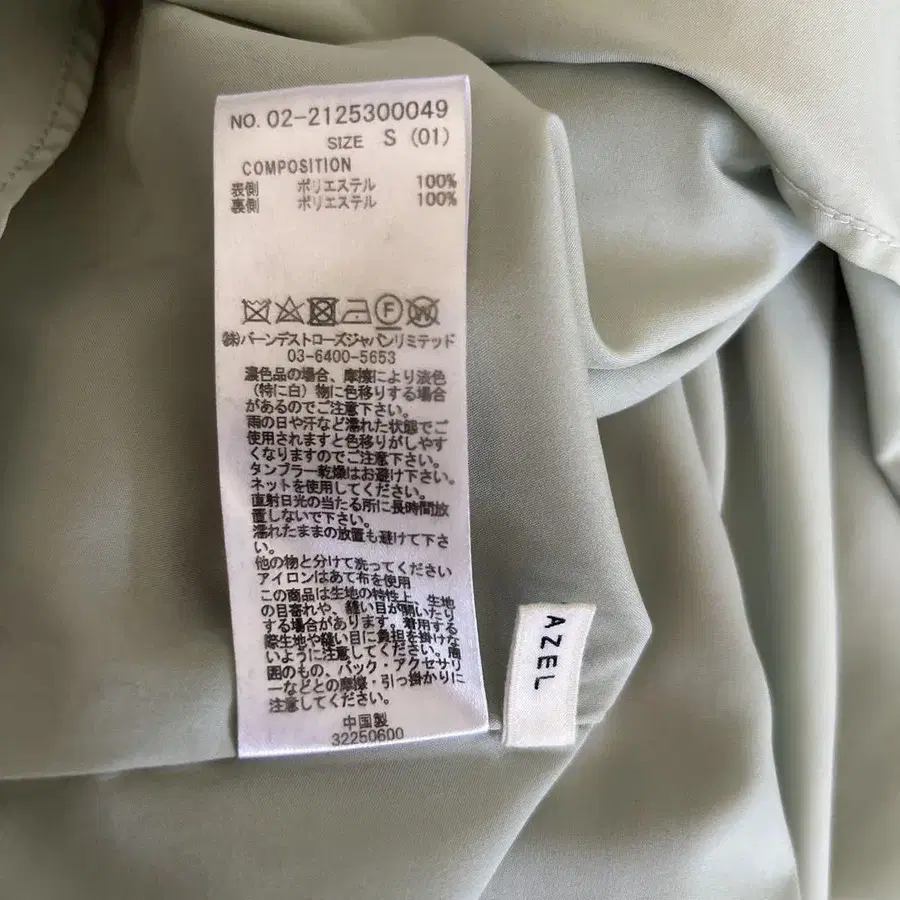 NO. 02-2125300049
SIZE S (01)
COMPOSITION
表側 ポリエステル 100%
裏側 ポリエステル 100%
㈱バーンデストローズジャパンリミテッド
03-6400-5653
濃色品の場合、摩擦により淡色
(特に白)物に色移りする場合
があるのでご注意下さい。
雨の日や汗など濡れた状態でご
使用されますと色移りがしやす
くなりますのでご注意下さい。
タンブラー乾燥はお避け下さい。
ネットを使用してください。
直射日光の当たる所に長時間放
置しないで下さい。
濡れたままの放置も避けて下さ
い。
他の物と分けて洗ってください
アイロンはあて布を使用
この商品は生地の特性上、生地
の目寄れや、縫い目が開いたり
する場合があります。着用する
際生地や縫い目に負担を掛けな
いように注意してください。周
囲のもの、バック・アクセサリ
ーなどとの摩擦・引っ掛かりに
注意してください。
中国製
32250600
AZEL